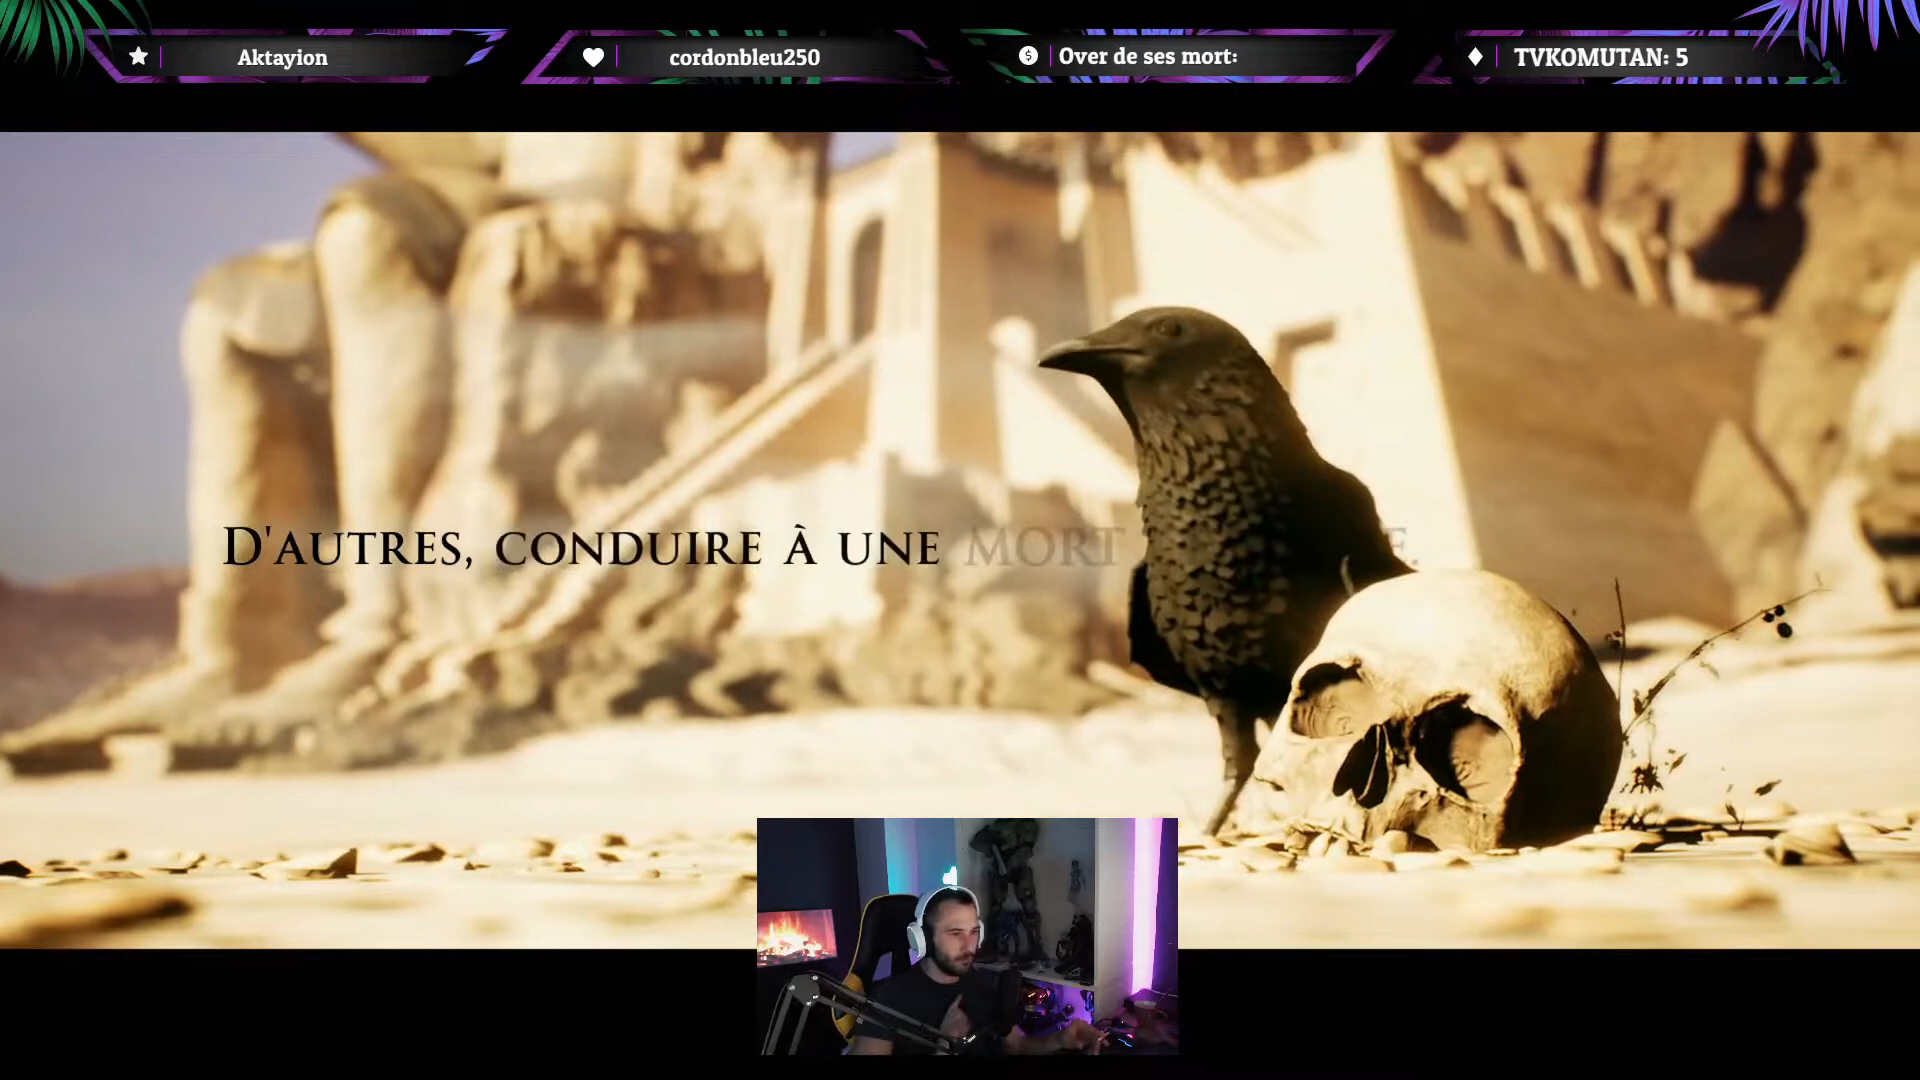 Aktayion
cordonbleu250
Over de ses mort:
TVKOMUTAN: 5
D'AUTRES, CONDUIRE À UNE MORT